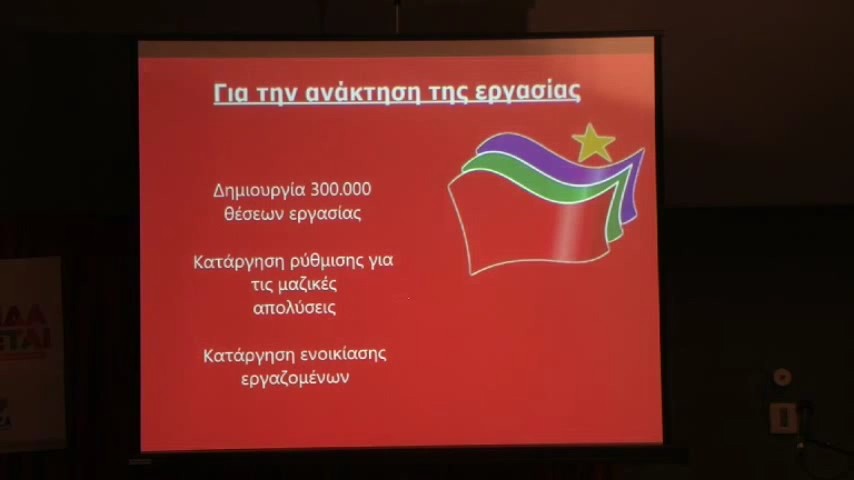 Για την ανάκτηση της εργασίας
Δημιουργία 300.000
θέσεων εργασίας
Κατάργηση ρύθμισης για
τις μαζικές
απολύσεις
Κατάργηση ενοικίασης
εργαζομένων